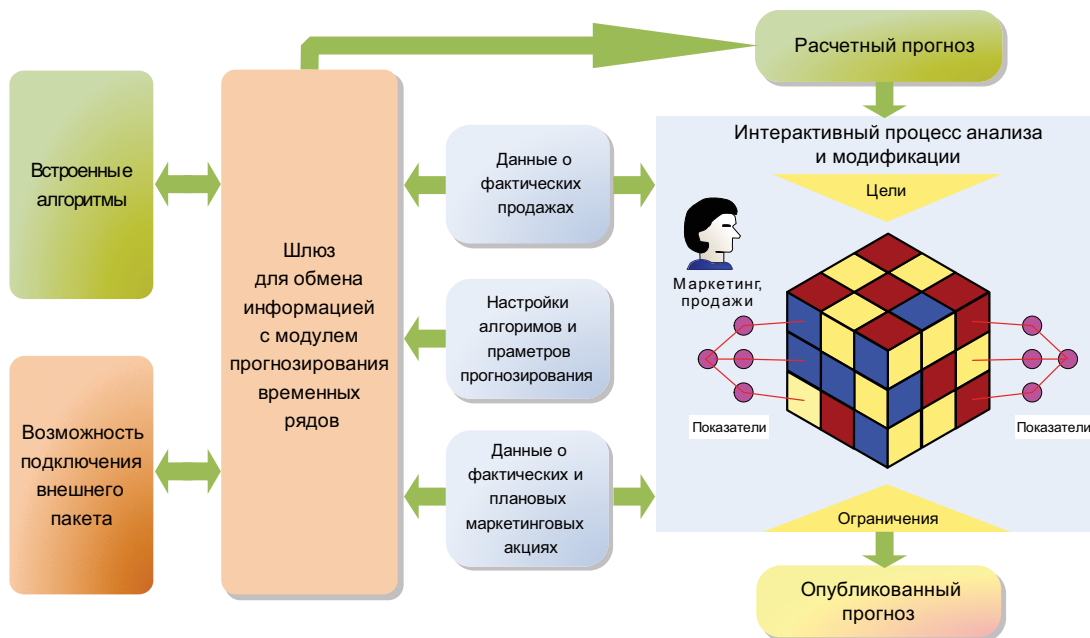 Расчетный прогноз
Встроенные
алгоритмы
Возможность
подключения
внешнего
пакета
Шлюз
для обмена
информацией
с модулем
прогнозирования
временных
рядов
Данные о
фактических
продажах
Настройки
алгоримов и
праметров
прогнозирования
Данные о
фактических и
плановых
маркетинговых
акциях
Интерактивный процесс анализа
и модификации
Цели
Маркетинг,
продажи
Показатели
Показатели
Ограничения
Опубликованный
прогноз